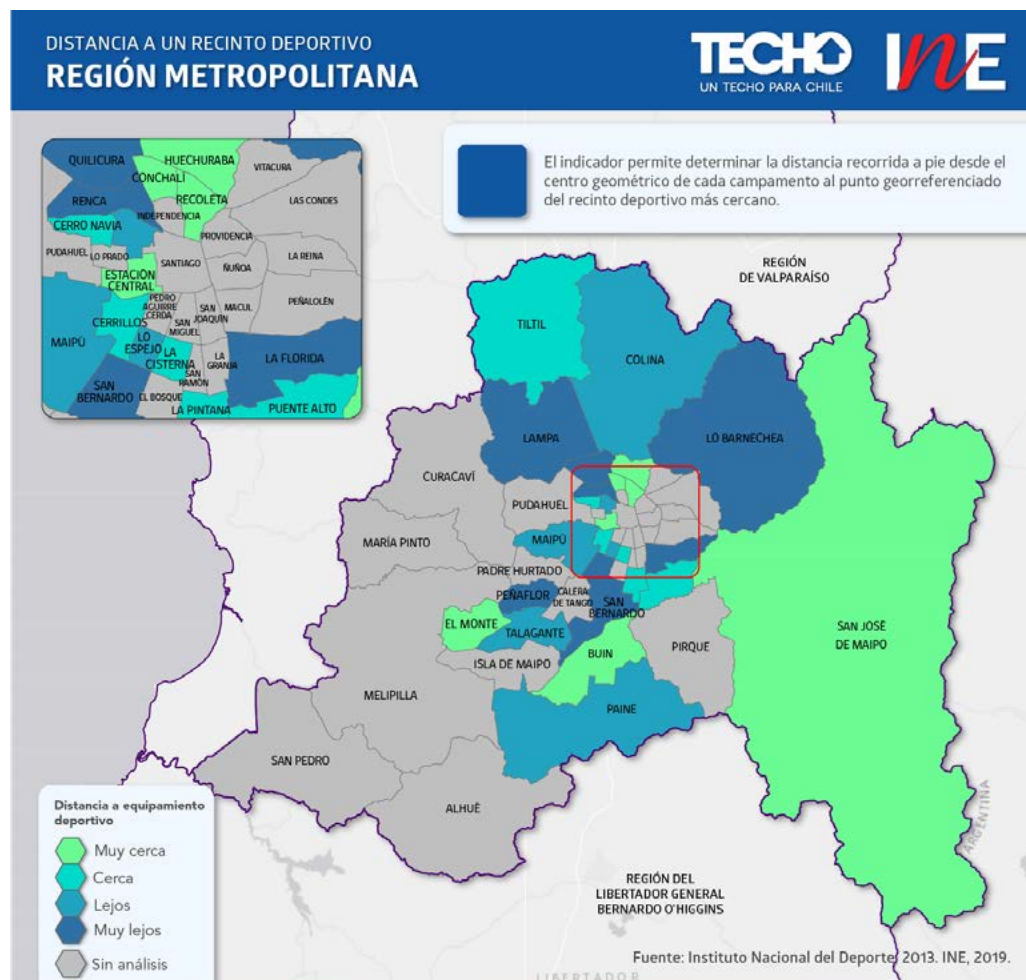 DISTANCIA A UN RECINTO DEPORTIVO
REGIÓN METROPOLITANA
TECHO
UN TECHO PARA CHILE
INE
El indicador permite determinar la distancia recorrida a pie desde el
centro geométrico de cada campamento al punto georreferenciado
del recinto deportivo más cercano.
QUILICURA
HUECHURABA
VITACURA
CONCHALÍ
RENCA
RECOLETA
LAS CONDES
INDEPENDENCIA
CERRO NAVIA
PROVIDENCIA
PUDAHUEL
LO PRADO
SANTIAGO
ÑUÑOA
LA REINA
ESTACIÓN
CENTRAL
PEDRO
AGUIRRE
CERDA
SAN
JOAQUÍN
MACUL
PEÑALOLÉN
CERRILLOS
SAN
MIGUEL
MAIPÚ
LO
ESPEJO
LA
CISTERNA
LA
GRANJA
LA FLORIDA
SAN
RAMÓN
SAN
BERNARDO
EL BOSQUE
LA PINTANA
PUENTE ALTO
REGIÓN
DE VALPARAÍSO
TILTIL
COLINA
LAMPA
LO BARNECHEA
CURACAVÍ
PUDAHUEL
MARÍA PINTO
MAIPÚ
PADRE HURTADO
PEÑAFLOR
CALERA
DE TANGO
SAN
BERNARDO
EL MONTE
TALAGANTE
BUIN
PIRQUE
SAN JOSÉ
DE MAIPO
ISLA DE MAIPO
MELIPILLA
PAINE
SAN PEDRO
ALHUÉ
ARGENTINA
Distancia a equipamiento
deportivo
Muy cerca
Cerca
Lejos
Muy lejos
Sin análisis
REGIÓN DEL
LIBERTADOR GENERAL
BERNARDO O'HIGGINS
Fuente: Instituto Nacional del Deporte, 2013. INE, 2019.
LIBERTADOR